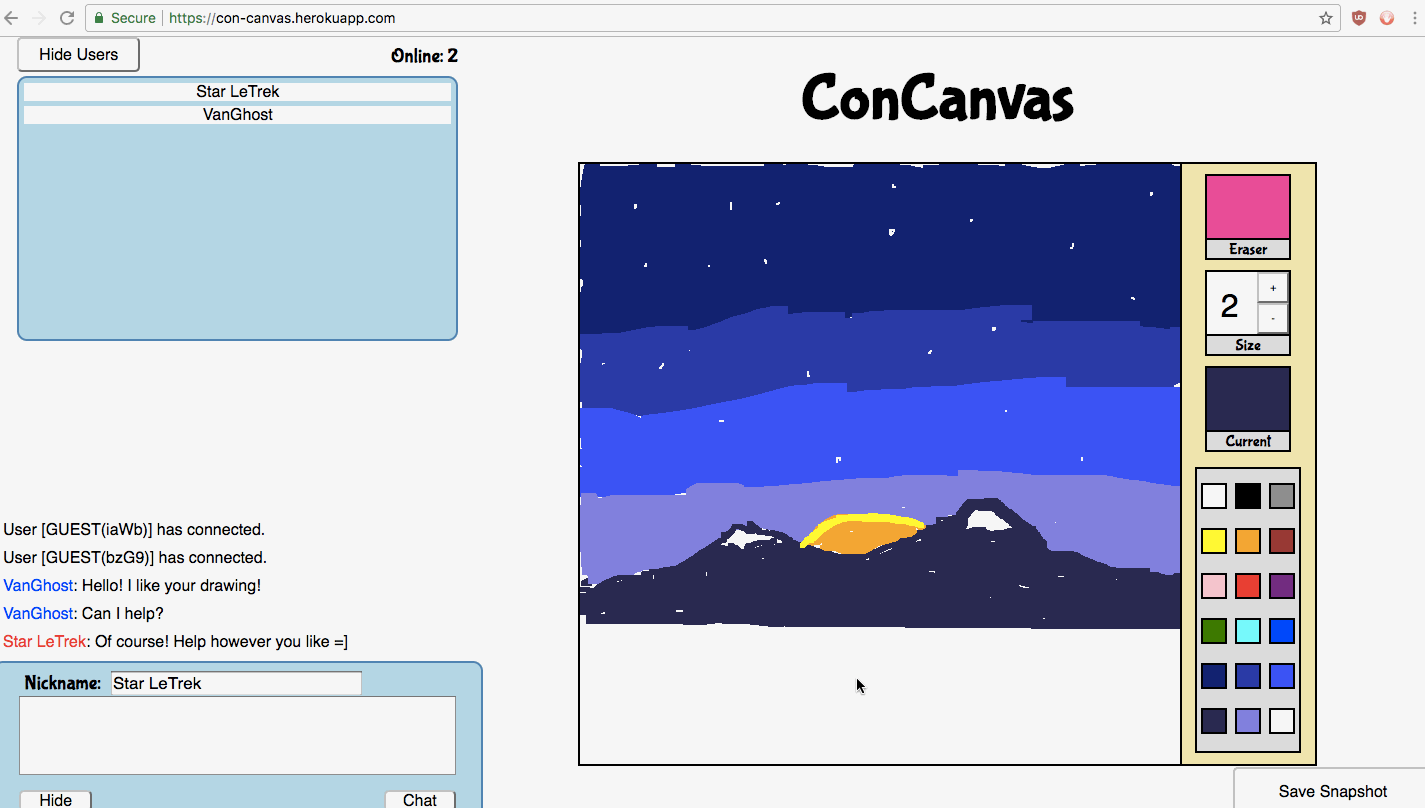 Secure https://con-canvas.herokuapp.com
Hide Users
Online: 2
Star LeTrek
VanGhost
ConCanvas
Eraser
2
+
-
Size
Current
User [GUEST(iaWb)] has connected.
User [GUEST(bzG9)] has connected.
VanGhost: Hello! I like your drawing!
VanGhost: Can I help?
Star LeTrek: Of course! Help however you like =]
Nickname: Star LeTrek
Hide
Chat
Save Snapshot